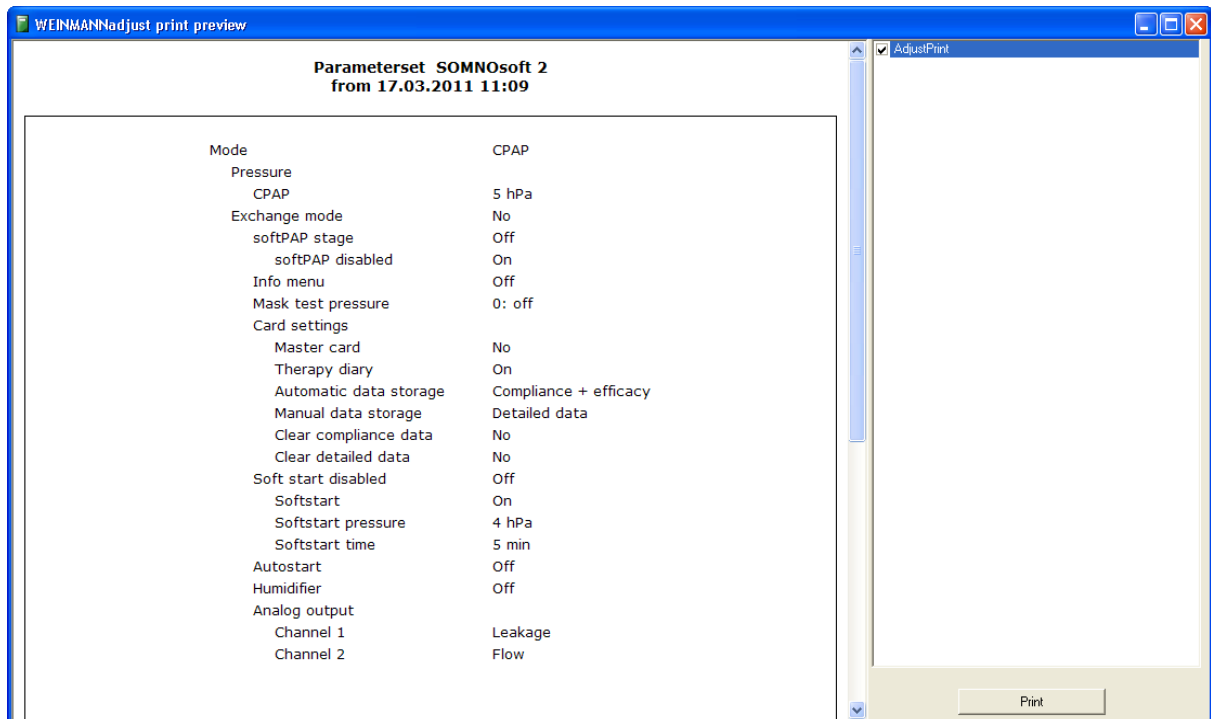 WEINMANNadjust print preview
AdjustPrint
Parameterset SOMNOsoft 2
from 17.03.2011 11:09
Mode CPAP
Pressure
CPAP 5 hPa
Exchange mode No
softPAP stage Off
softPAP disabled On
Info menu Off
Mask test pressure 0: off
Card settings
Master card No
Therapy diary On
Automatic data storage Compliance + efficacy
Manual data storage Detailed data
Clear compliance data No
Clear detailed data No
Soft start disabled Off
Softstart On
Softstart pressure 4 hPa
Softstart time 5 min
Autostart Off
Humidifier Off
Analog output
Channel 1 Leakage
Channel 2 Flow
Print